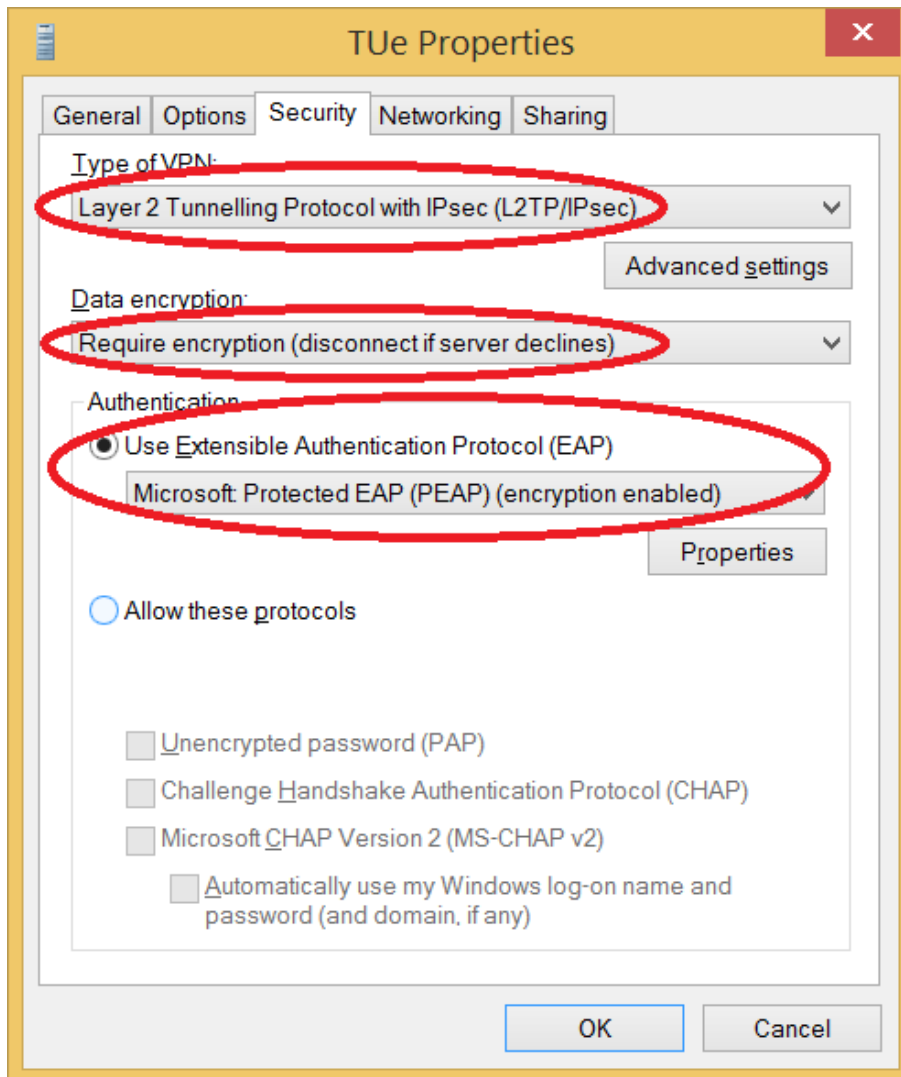 TUe Properties
General Options Security Networking Sharing
Type of VPN:
Layer 2 Tunnelling Protocol with IPsec (L2TP/IPsec)
Advanced settings
Data encryption:
Require encryption (disconnect if server declines)
Authentication
Use Extensible Authentication Protocol (EAP)
Microsoft: Protected EAP (PEAP) (encryption enabled)
Properties
Allow these protocols
Unencrypted password (PAP)
Challenge Handshake Authentication Protocol (CHAP)
Microsoft CHAP Version 2 (MS-CHAP v2)
Automatically use my Windows log-on name and
password (and domain, if any)
OK Cancel